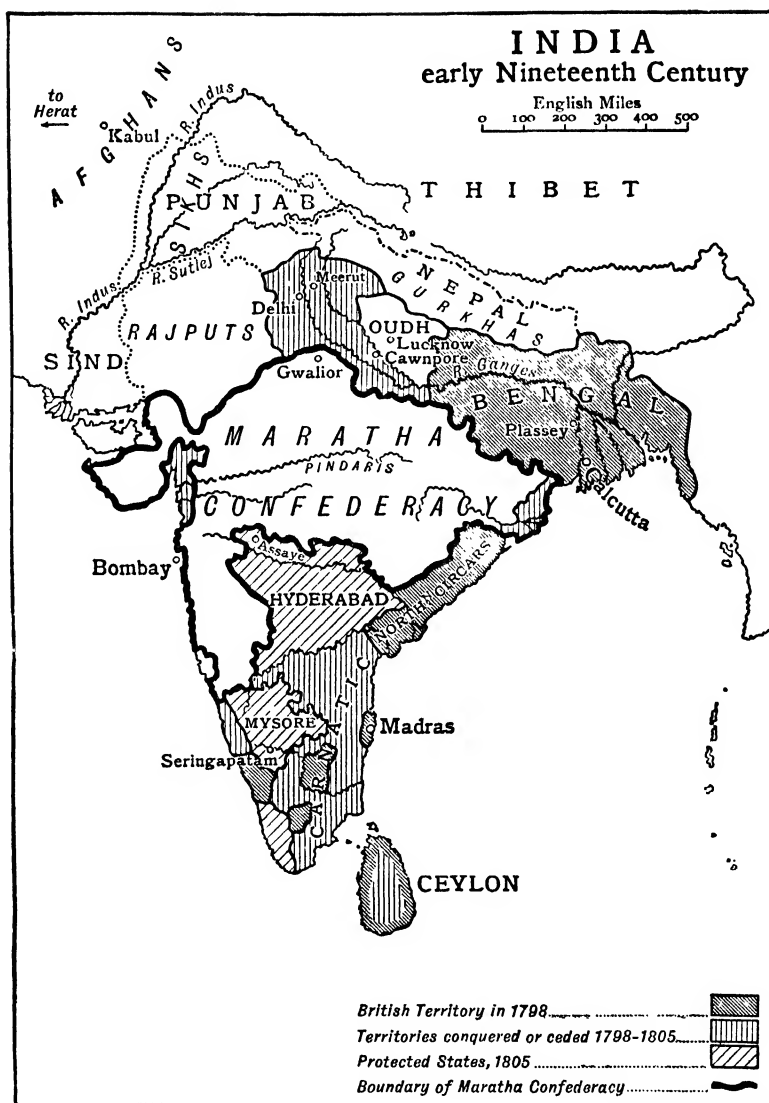 INDIA
early Nineteenth Century
English Miles
0 100 200 300 400 500
to
Herat
AFGHANS
Kabul
R. Indus
SIKHS
PUNJAB
THIBET
R. Sutlej
R. Indus
NEPAL
GURKHAS
Meerut
Delhi
RAJPUTS
SIND
OUDH
Lucknow
Cawnpore
Gwalior
R. Ganges
BENGAL
Plassey
Calcutta
MARATHA
PINDARIS
CONFEDERACY
Bombay
Assaye
HYDERABAD
NORTHN CIRCARS
CARNATIC
MYSORE
Madras
Seringapatam
CEYLON
British Territory in 1798
Territories conquered or ceded 1798-1805
Protected States, 1805
Boundary of Maratha Confederacy